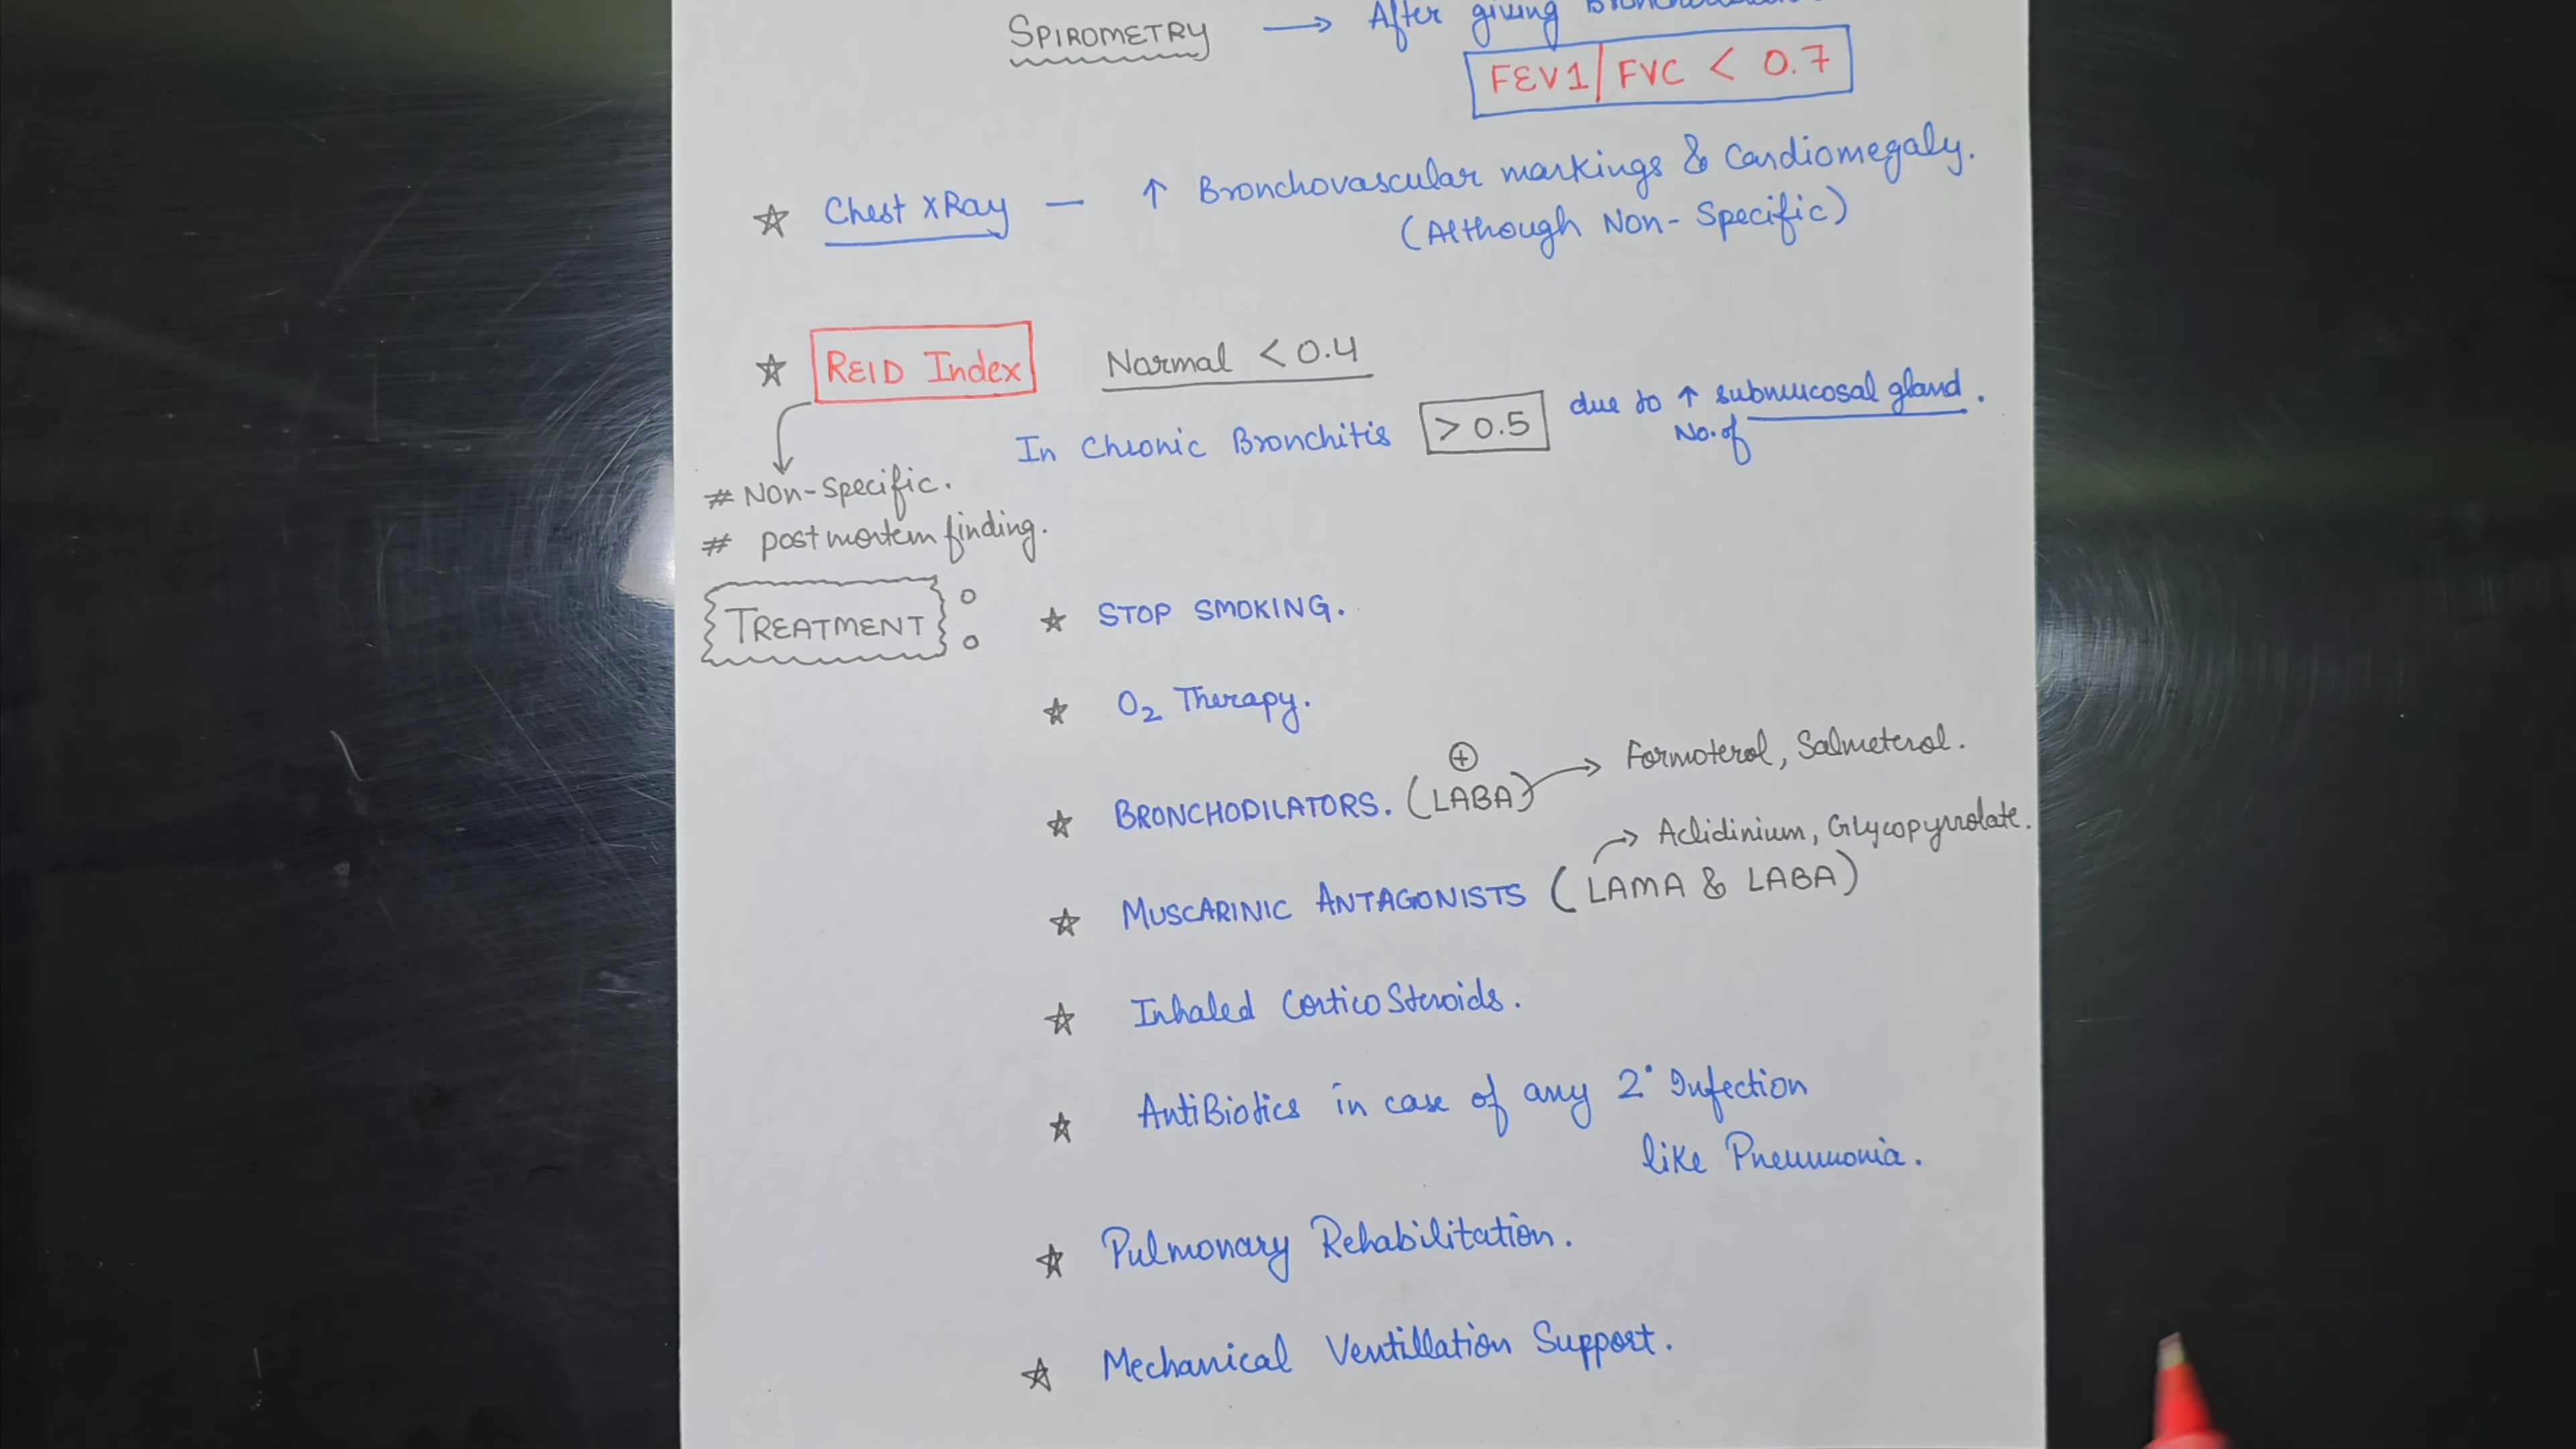 SPIROMETRY → After giving
FEV1/FVC < 0.7
☆ Chest XRay — ↑ Bronchovascular markings & Cardiomegaly.
(Although Non-Specific)
☆ REID Index Normal < 0.4
In Chronic Bronchitis > 0.5 due to ↑ submucosal gland.
No. of
# Non-Specific.
# postmortem finding.
TREATMENT : ☆ STOP SMOKING.
☆ O2 Therapy.
☆ BRONCHODILATORS. (LABA) ⊕ → Formoterol, Salmeterol.
→ Aclidinium, Glycopyrrolate.
☆ MUSCARINIC ANTAGONISTS (LAMA & LABA)
☆ Inhaled CorticoSteroids.
☆ AntiBiotics in case of any 2° Infection
like Pneumonia.
☆ Pulmonary Rehabilitation.
☆ Mechanical Ventillation Support.